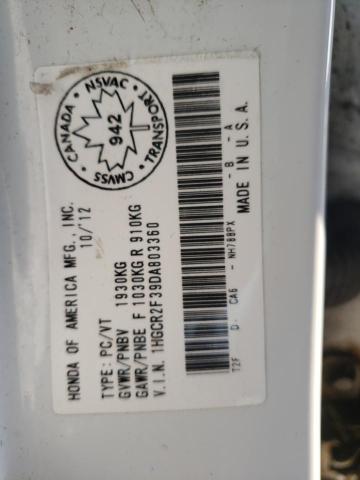 HONDA OF AMERICA MFG., INC.
10/'12
TYPE: PC/VT
GVWR/PNBV 1930KG
GAWR/PNBE F 1030KG R 910KG
V.I.N. 1HGCR2F39DA803360
CANADA NSVAC TRANSPORT CMVSS
942
T2F D- CA6 - NH788PX - B - A
MADE IN U.S.A.